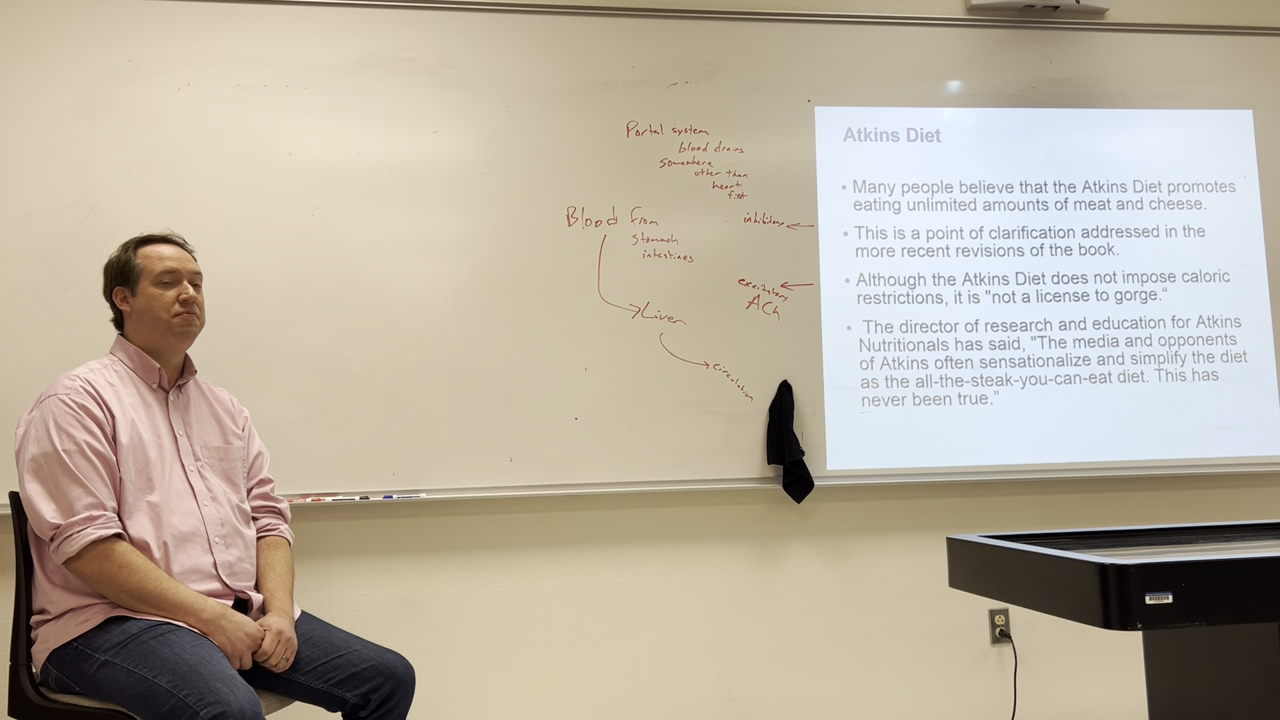 Portal system
blood drains
somewhere
other than
heart
first
Blood from
stomach
intestines
Liver
circulation
inhibitory
excitatory
ACh
Atkins Diet
• Many people believe that the Atkins Diet promotes
eating unlimited amounts of meat and cheese.
• This is a point of clarification addressed in the
more recent revisions of the book.
• Although the Atkins Diet does not impose caloric
restrictions, it is "not a license to gorge.“
• The director of research and education for Atkins
Nutritionals has said, "The media and opponents
of Atkins often sensationalize and simplify the diet
as the all-the-steak-you-can-eat diet. This has
never been true.”